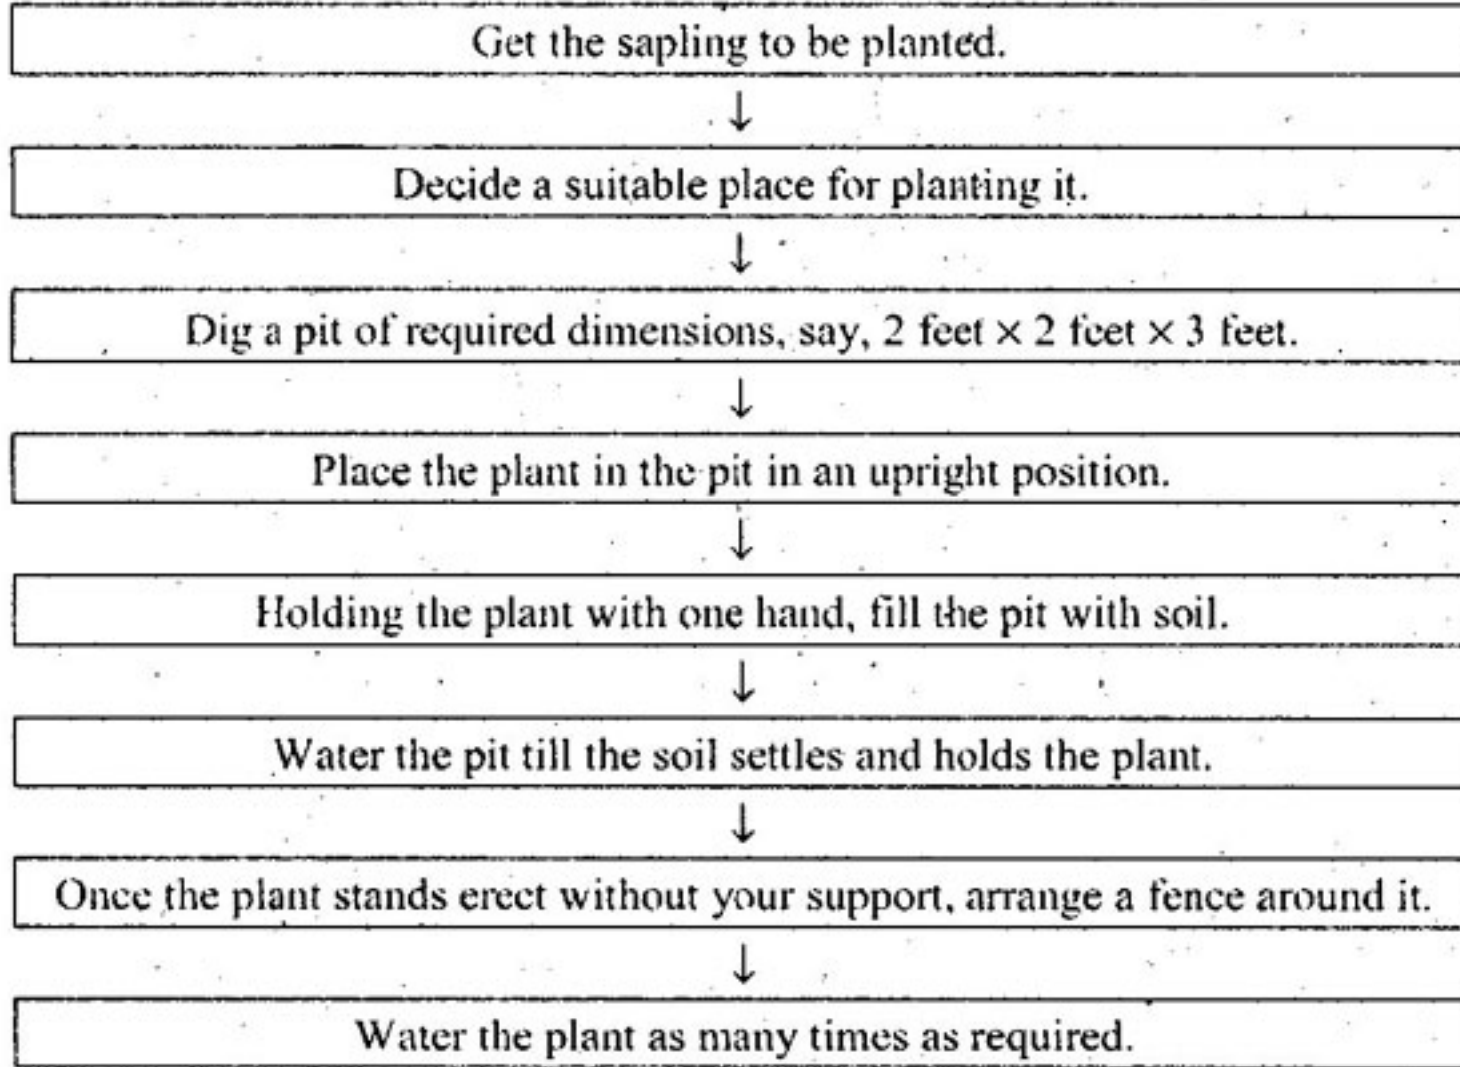 Get the sapling to be planted.
↓
Decide a suitable place for planting it.
↓
Dig a pit of required dimensions, say, 2 feet × 2 feet × 3 feet.
↓
Place the plant in the pit in an upright position.
↓
Holding the plant with one hand, fill the pit with soil.
↓
Water the pit till the soil settles and holds the plant.
↓
Once the plant stands erect without your support, arrange a fence around it.
↓
Water the plant as many times as required.